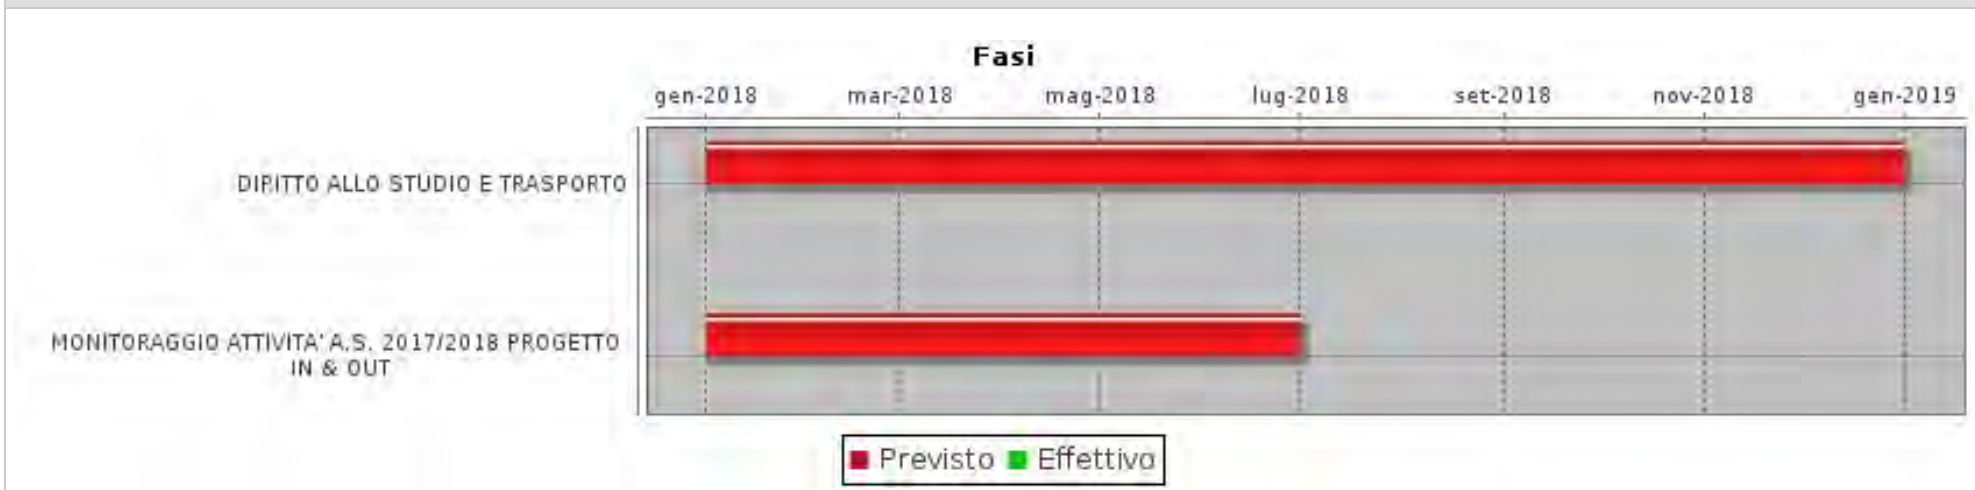 Fasi
gen-2018 mar-2018 mag-2018 lug-2018 set-2018 nov-2018 gen-2019
DIRITTO ALLO STUDIO E TRASPORTO
MONITORAGGIO ATTIVITA' A.S. 2017/2018 PROGETTO
IN & OUT
Previsto Effettivo